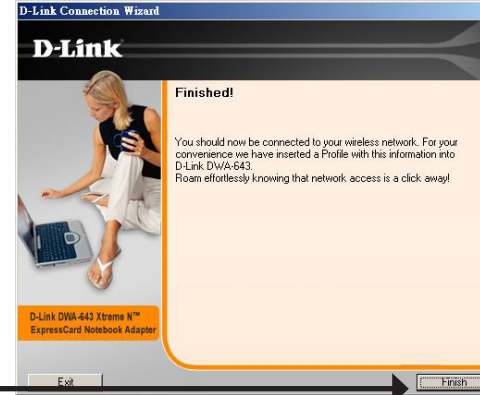 D-Link Connection Wizard
D-Link
Finished!
You should now be connected to your wireless network. For your
convenience we have inserted a Profile with this information into
D-Link DWA-643.
Roam effortlessly knowing that network access is a click away!
D-Link DWA-643 Xtreme N™
ExpressCard Notebook Adapter
Exit
Finish